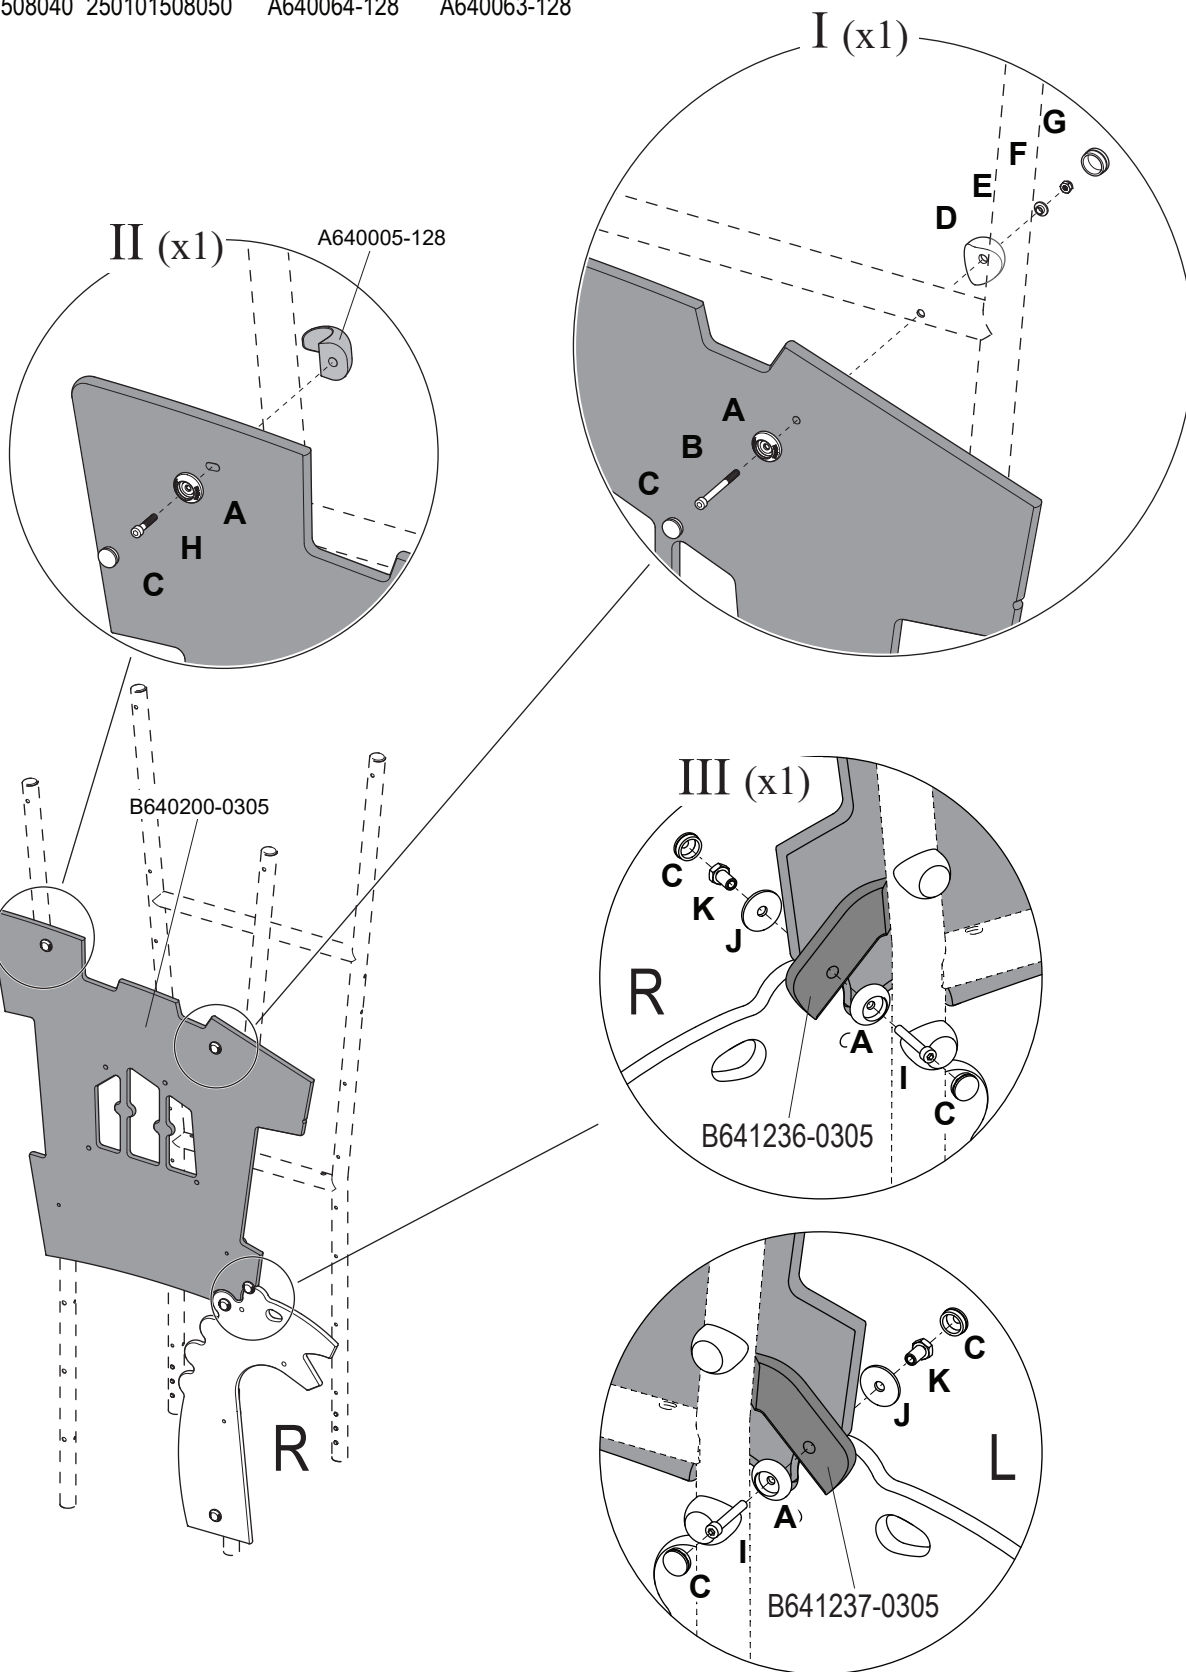 508040 250101508050 A640064-128 A640063-128
I (x1)
G
F
E
D
A
B
C
II (x1)
A640005-128
A
H
C
B640200-0305
R
III (x1)
C
K
J
R
A
I
C
B641236-0305
C
K
J
L
A
I
C
B641237-0305